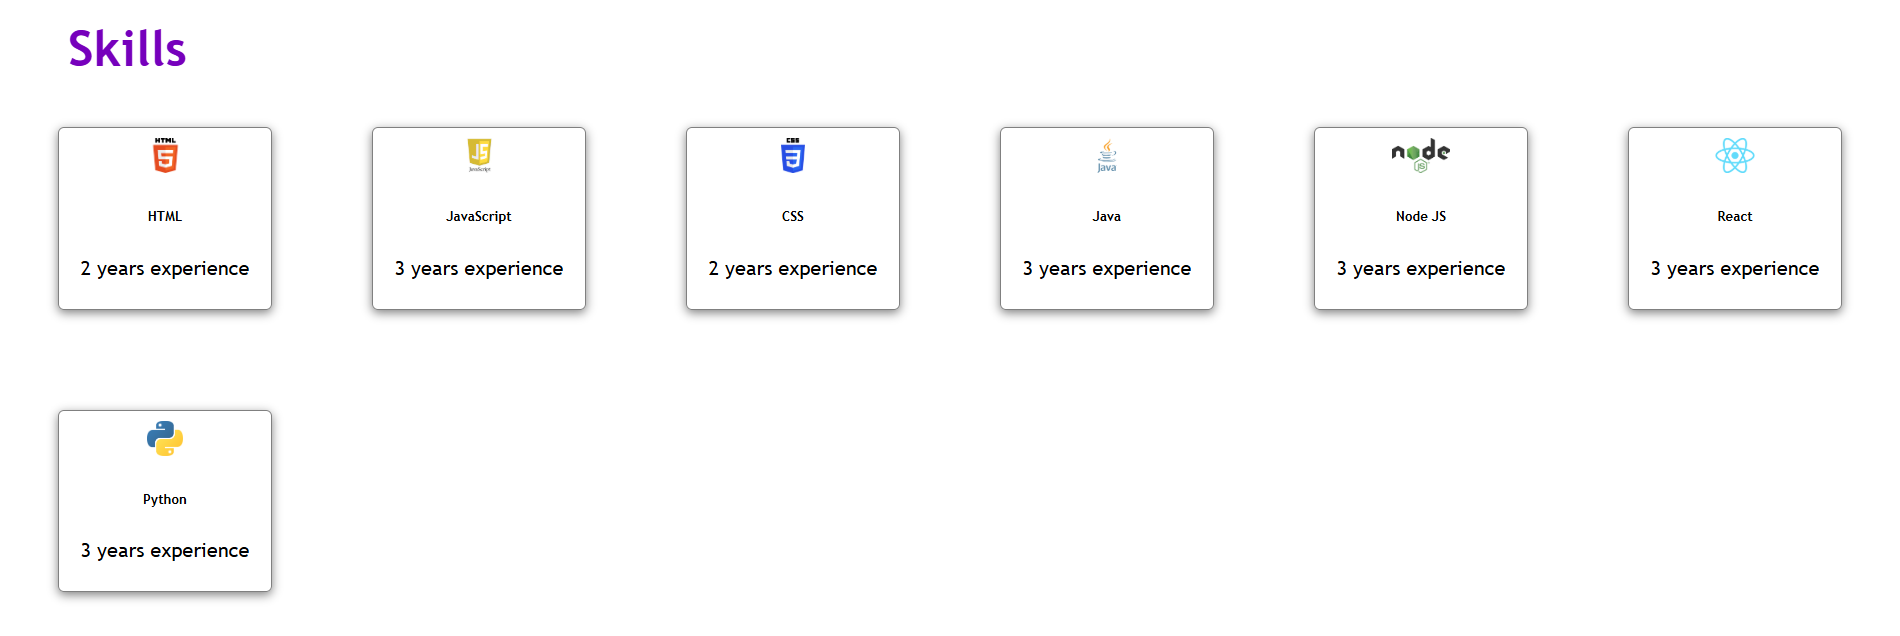 Skills
HTML
5
HTML
2 years experience
JS
JavaScript
JavaScript
3 years experience
CSS
3
CSS
2 years experience
Java
Java
3 years experience
node
JS
Node JS
3 years experience
React
3 years experience
Python
3 years experience